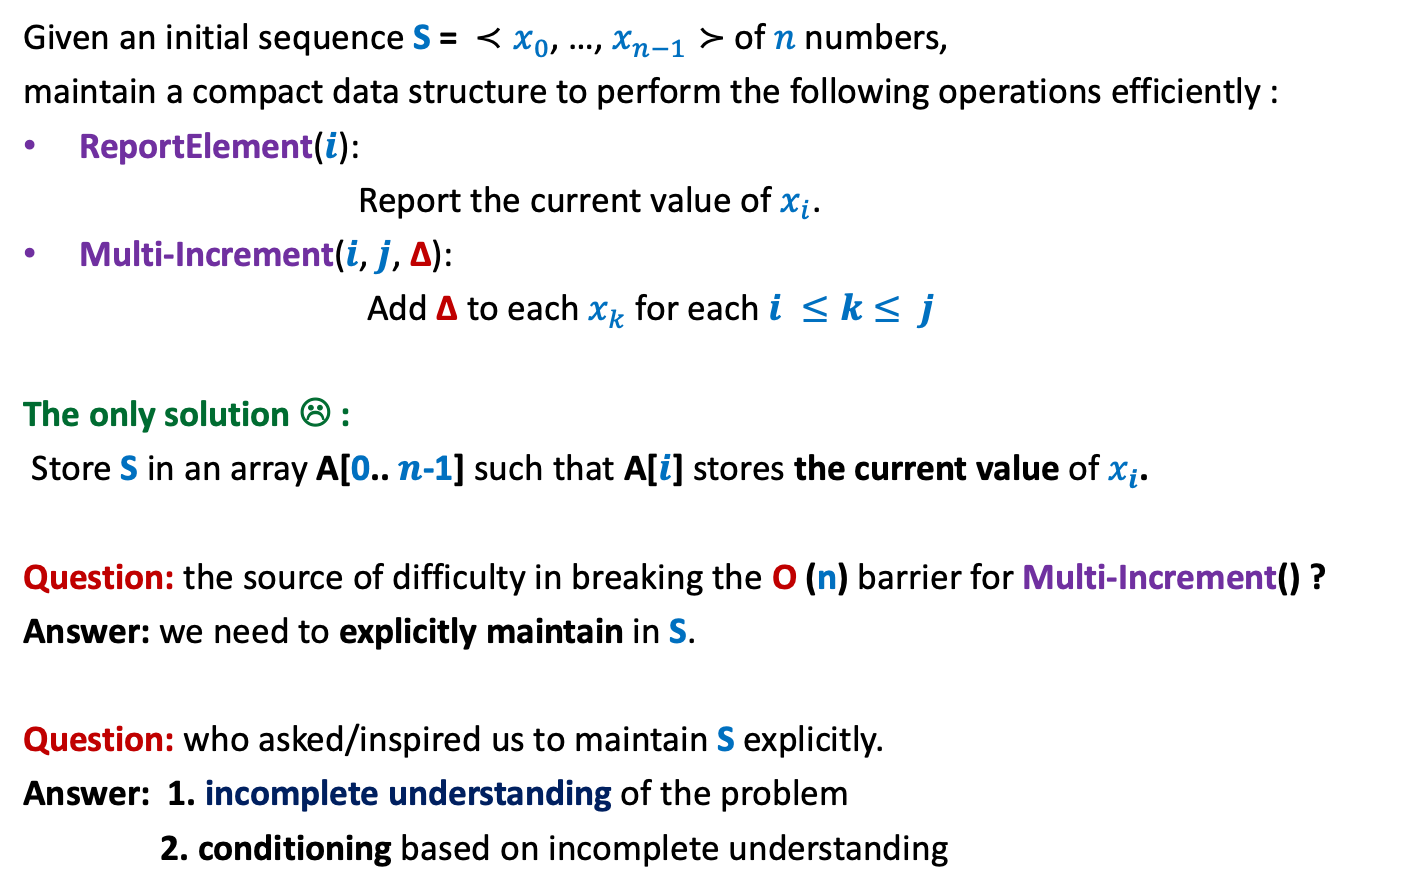 Given an initial sequence S = ≺ x₀, …, xₙ₋₁ ≻ of n numbers,
maintain a compact data structure to perform the following operations efficiently :
• ReportElement(i):
Report the current value of xᵢ.
• Multi-Increment(i, j, Δ):
Add Δ to each xₖ for each i ≤ k ≤ j
The only solution ☹ :
Store S in an array A[0.. n-1] such that A[i] stores the current value of xᵢ.
Question: the source of difficulty in breaking the O (n) barrier for Multi-Increment() ?
Answer: we need to explicitly maintain in S.
Question: who asked/inspired us to maintain S explicitly.
Answer: 1. incomplete understanding of the problem
2. conditioning based on incomplete understanding